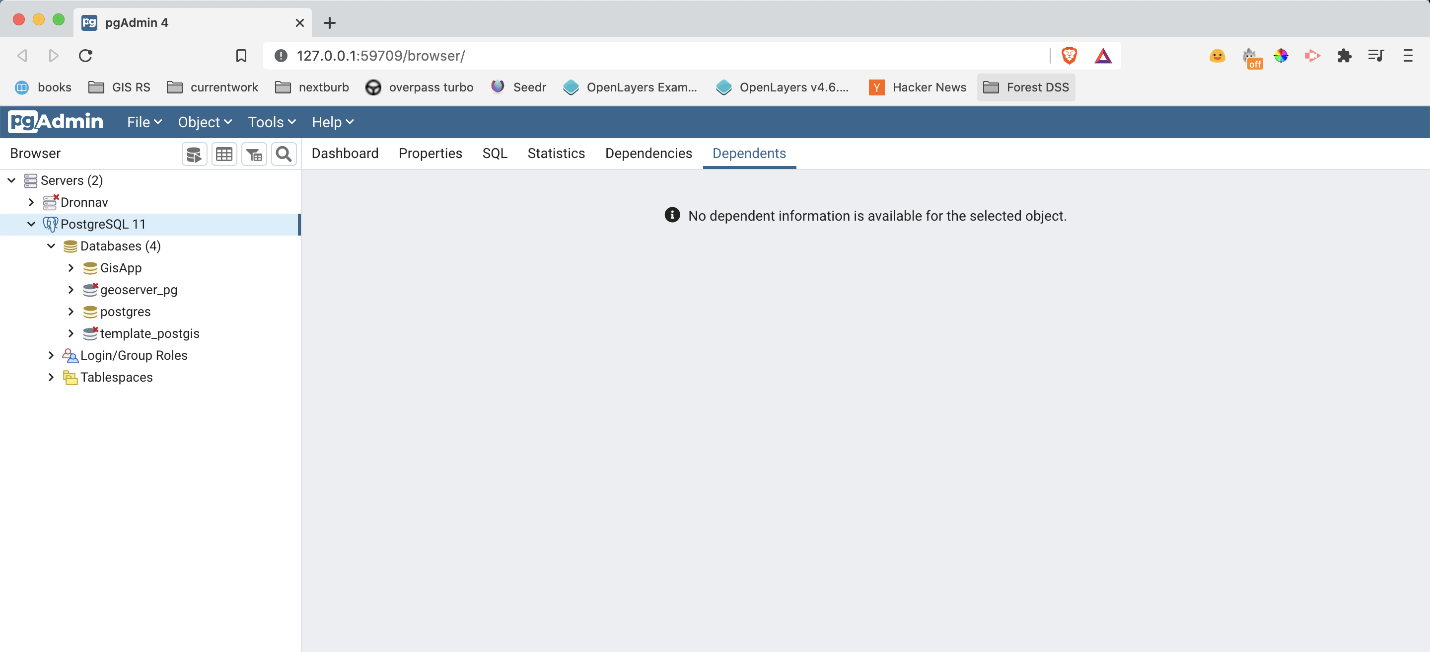 pg pgAdmin 4
127.0.0.1:59709/browser/
off
books GIS RS currentwork nextburb overpass turbo Seedr OpenLayers Exam... OpenLayers v4.6.... Y Hacker News Forest DSS
pgAdmin File Object Tools Help
Browser Dashboard Properties SQL Statistics Dependencies Dependents
Servers (2)
Dronnav
PostgreSQL 11
Databases (4)
GisApp
geoserver_pg
postgres
template_postgis
Login/Group Roles
Tablespaces
No dependent information is available for the selected object.